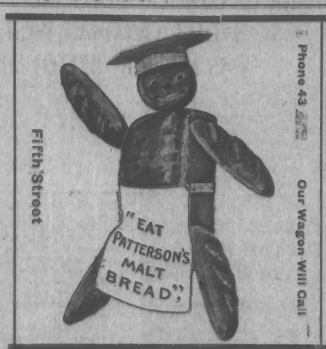 Phone 43
Our Wagon Will Call
"EAT
PATTERSON'S
MALT
BREAD",
Fifth Street